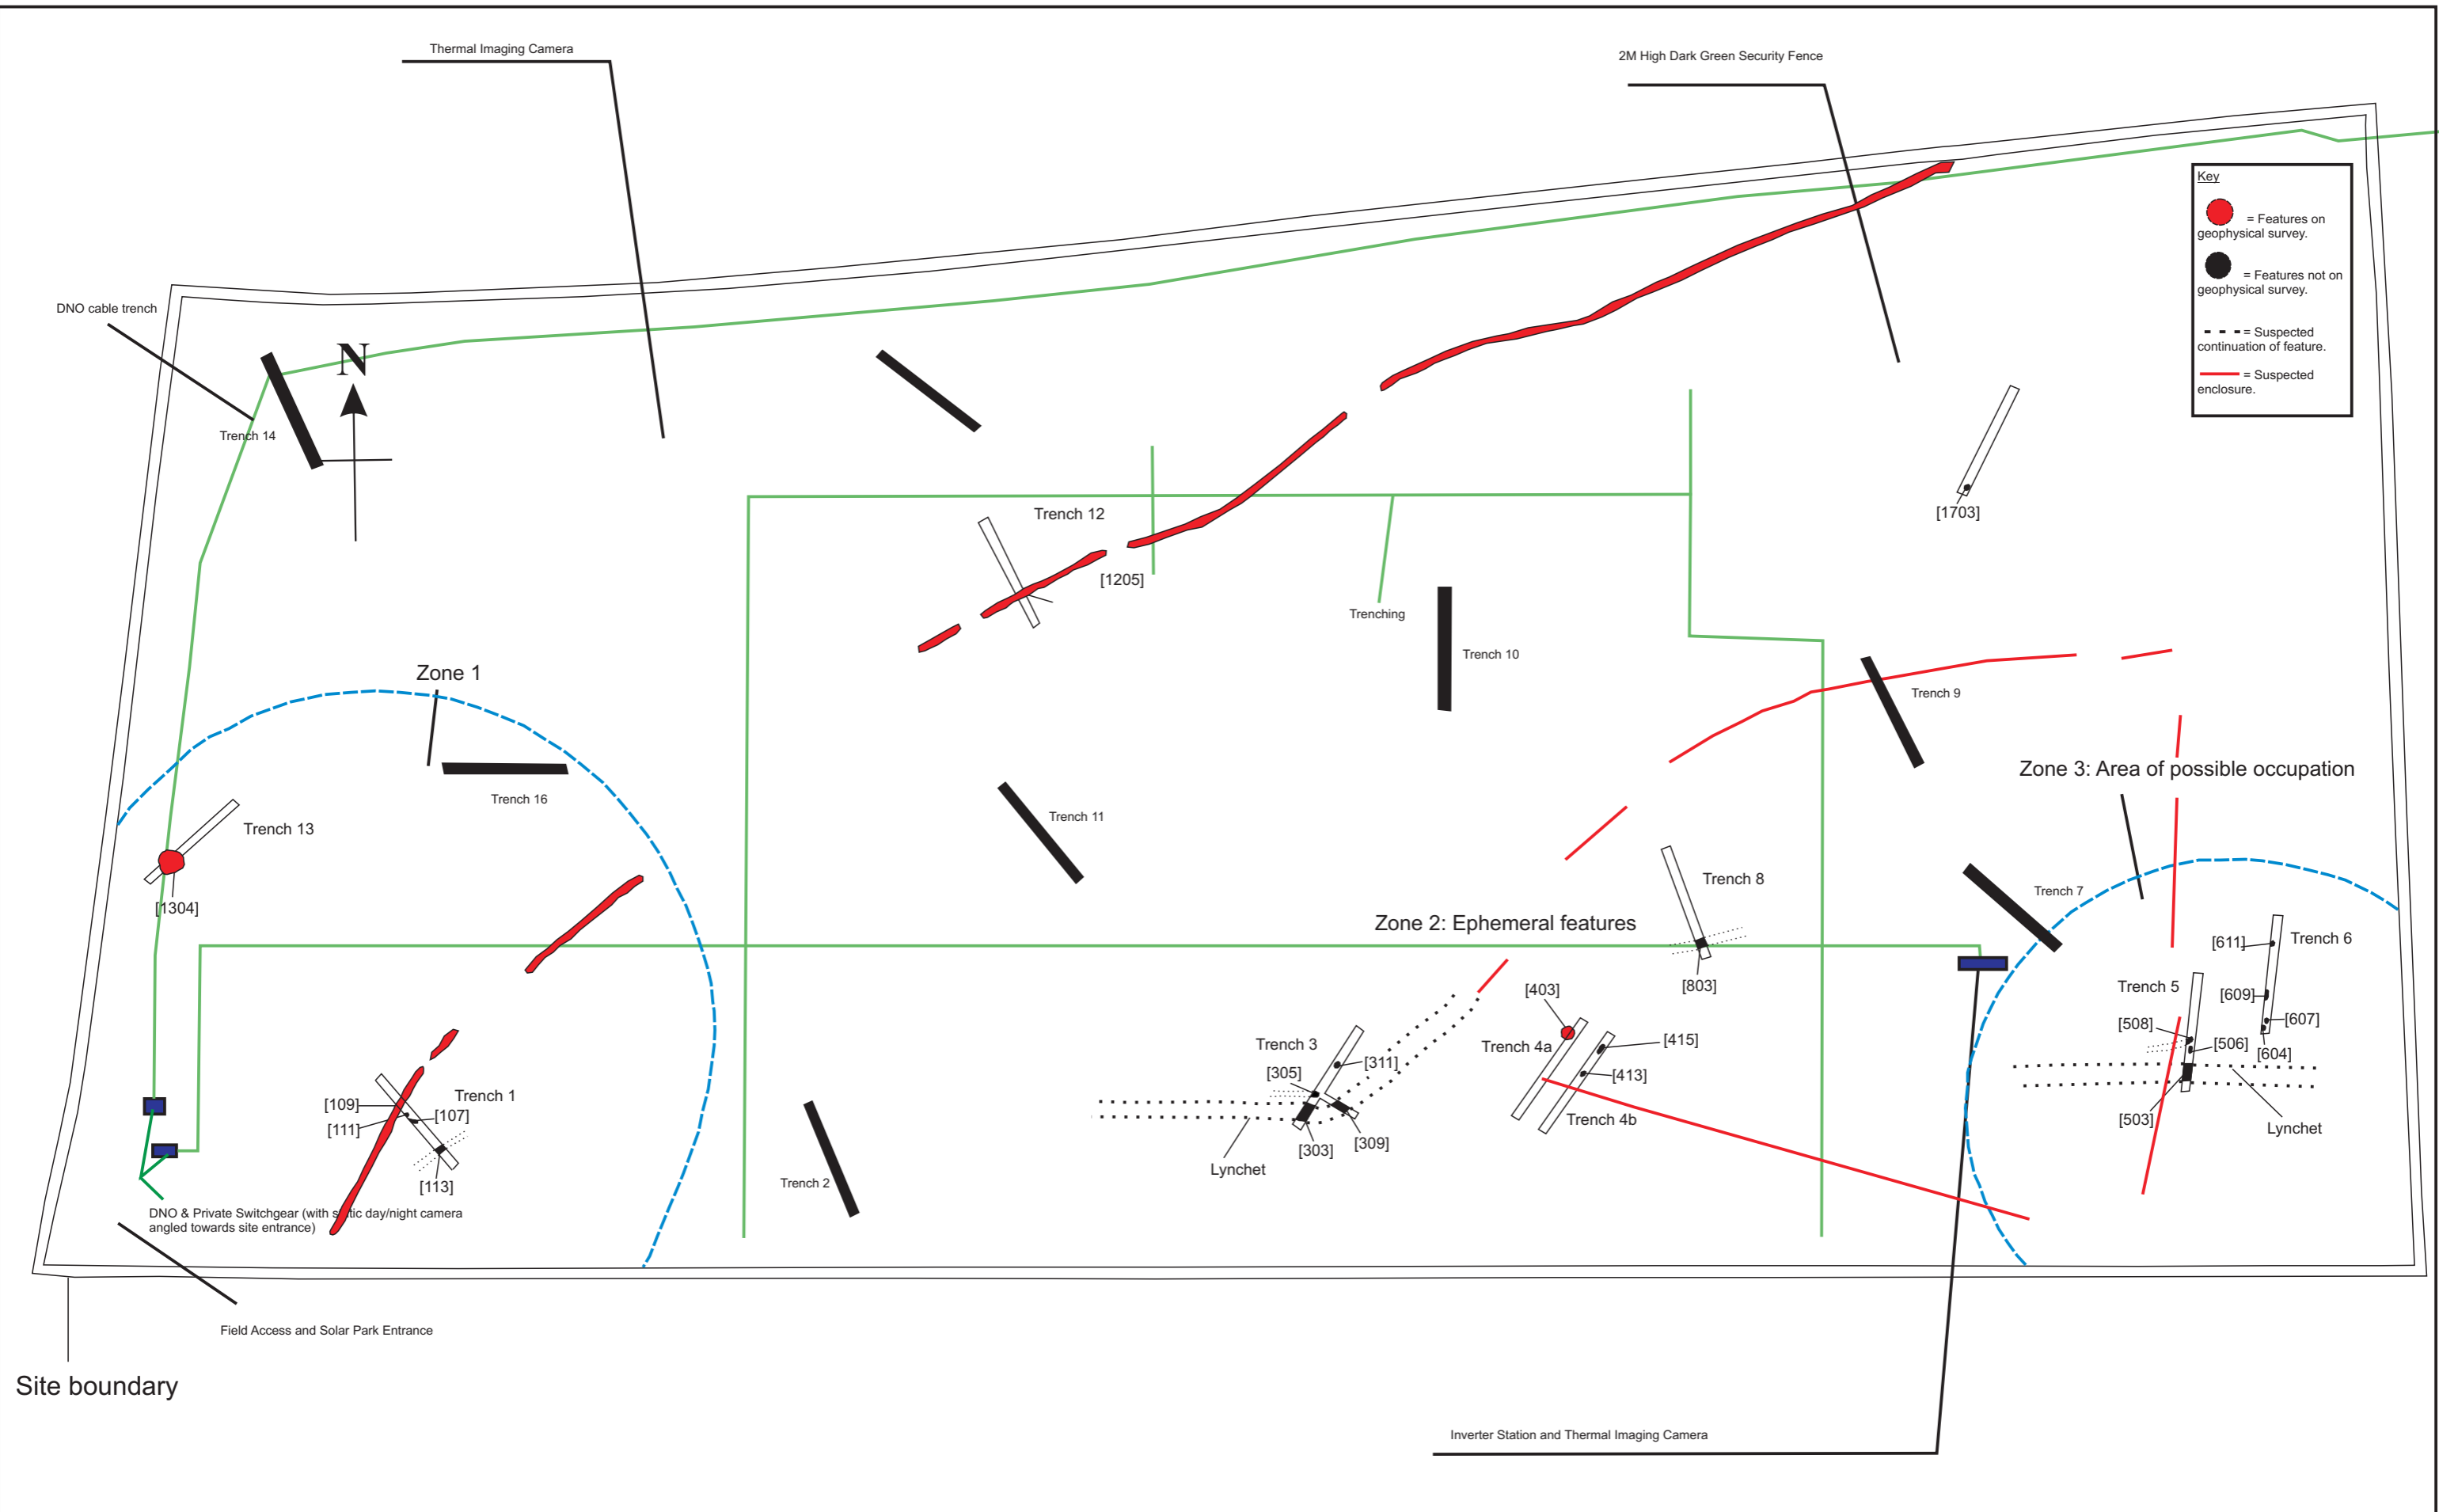 Thermal Imaging Camera
2M High Dark Green Security Fence
Key
= Features on
geophysical survey.
= Features not on
geophysical survey.
= Suspected
continuation of feature.
= Suspected
enclosure.
DNO cable trench
N
Trench 14
Trench 12
[1703]
[1205]
Trenching
Trench 10
Zone 1
Trench 9
Zone 3: Area of possible occupation
Trench 16
Trench 11
Trench 13
Trench 8
Trench 7
[1304]
Zone 2: Ephemeral features
[611]
Trench 6
[803]
Trench 5
[403]
[609]
[607]
[508]
[506]
[604]
Trench 3
Trench 4a
[415]
[311]
[305]
[413]
Trench 1
[109]
[107]
[111]
Trench 4b
[503]
Lynchet
[309]
[303]
Lynchet
Trench 2
[113]
DNO & Private Switchgear (with static day/night camera
angled towards site entrance)
Field Access and Solar Park Entrance
Site boundary
Inverter Station and Thermal Imaging Camera